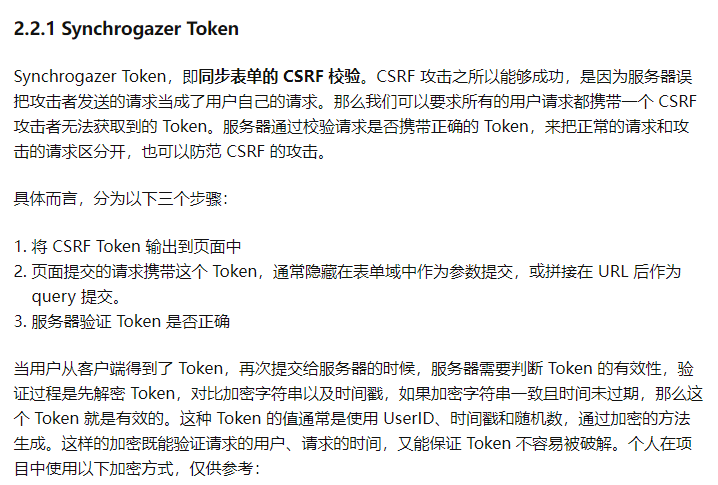 2.2.1 Synchrogazer Token
Synchrogazer Token，即同步表单的 CSRF 校验。CSRF 攻击之所以能够成功，是因为服务器误
把攻击者发送的请求当成了用户自己的请求。那么我们可以要求所有的用户请求都携带一个 CSRF
攻击者无法获取到的 Token。服务器通过校验请求是否携带正确的 Token，来把正常的请求和攻
击的请求区分开，也可以防范 CSRF 的攻击。
具体而言，分为以下三个步骤：
1. 将 CSRF Token 输出到页面中
2. 页面提交的请求携带这个 Token，通常隐藏在表单域中作为参数提交，或拼接在 URL 后作为
query 提交。
3. 服务器验证 Token 是否正确
当用户从客户端得到了 Token，再次提交给服务器的时候，服务器需要判断 Token 的有效性，验
证过程是先解密 Token，对比加密字符串以及时间戳，如果加密字符串一致且时间未过期，那么这
个 Token 就是有效的。这种 Token 的值通常是使用 UserID、时间戳和随机数，通过加密的方法
生成。这样的加密既能验证请求的用户、请求的时间，又能保证 Token 不容易被破解。个人在项
目中使用以下加密方式，仅供参考：